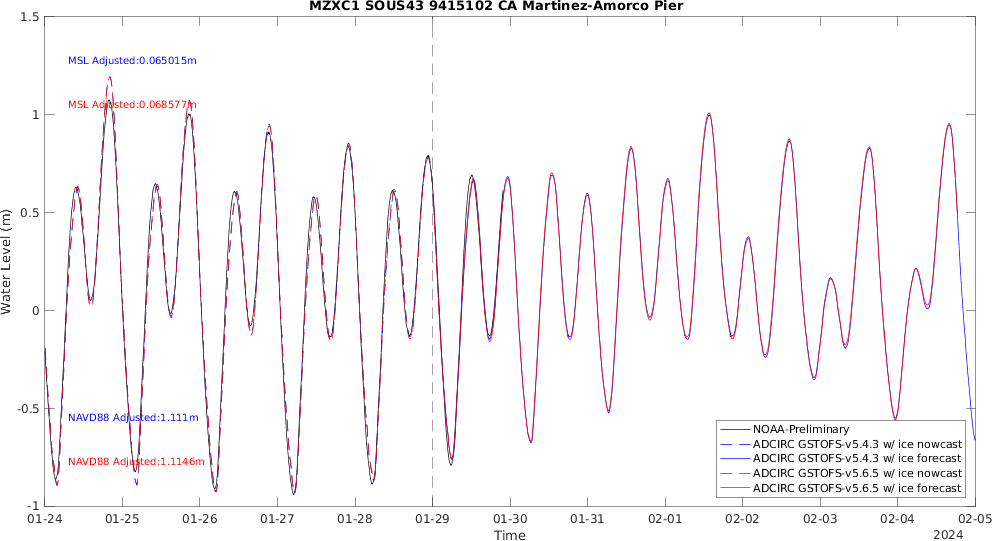 MZXC1 SOUS43 9415102 CA Martinez-Amorco Pier
1.5
1
0.5
0
-0.5
-1
Water Level (m)
MSL Adjusted:0.065015m
MSL Adjusted:0.068577m
NAVD88 Adjusted:1.111m
NAVD88 Adjusted:1.1146m
NOAA-Preliminary
ADCIRC GSTOFS-v5.4.3 w/ ice nowcast
ADCIRC GSTOFS-v5.4.3 w/ ice forecast
ADCIRC GSTOFS-v5.6.5 w/ ice nowcast
ADCIRC GSTOFS-v5.6.5 w/ ice forecast
01-24 01-25 01-26 01-27 01-28 01-29 01-30 01-31 02-01 02-02 02-03 02-04 02-05
Time
2024